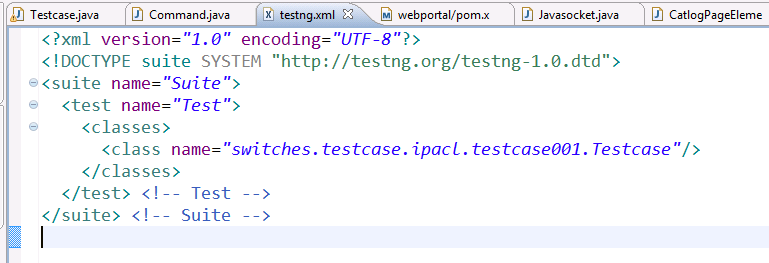 Testcase.java Command.java testng.xml webportal/pom.x Javasocket.java CatlogPageEleme
<?xml version="1.0" encoding="UTF-8"?>
<!DOCTYPE suite SYSTEM "http://testng.org/testng-1.0.dtd">
<suite name="Suite">
  <test name="Test">
    <classes>
      <class name="switches.testcase.ipacl.testcase001.Testcase"/>
    </classes>
  </test> <!-- Test -->
</suite> <!-- Suite -->